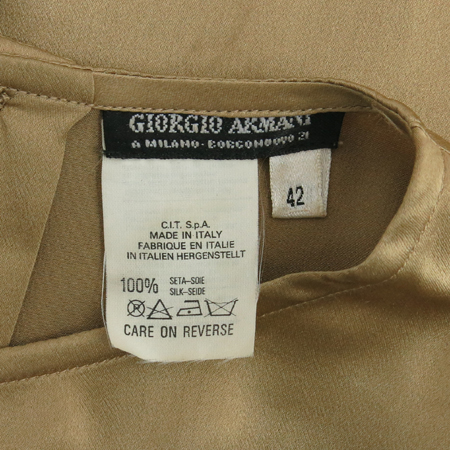 GIORGIO ARMANI
A MILANO-BORGONUOVO 21
42
C.I.T. S.p.A.
MADE IN ITALY
FABRIQUE EN ITALIE
IN ITALIEN HERGENSTELLT
100% SETA-SOIE
SILK-SEIDE
CARE ON REVERSE